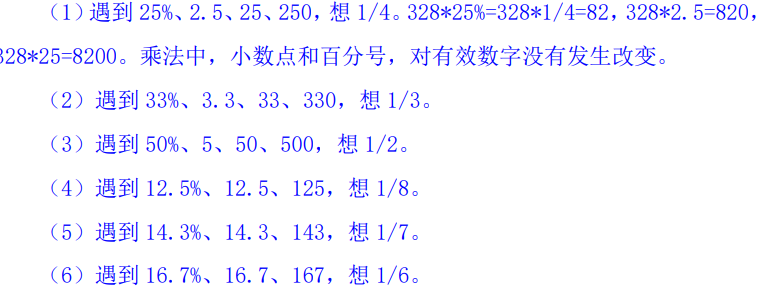 （1）遇到 25%、2.5、25、250，想 1/4。328*25%=328*1/4=82，328*2.5=820，
328*25=8200。乘法中，小数点和百分号，对有效数字没有发生改变。
（2）遇到 33%、3.3、33、330，想 1/3。
（3）遇到 50%、5、50、500，想 1/2。
（4）遇到 12.5%、12.5、125，想 1/8。
（5）遇到 14.3%、14.3、143，想 1/7。
（6）遇到 16.7%、16.7、167，想 1/6。